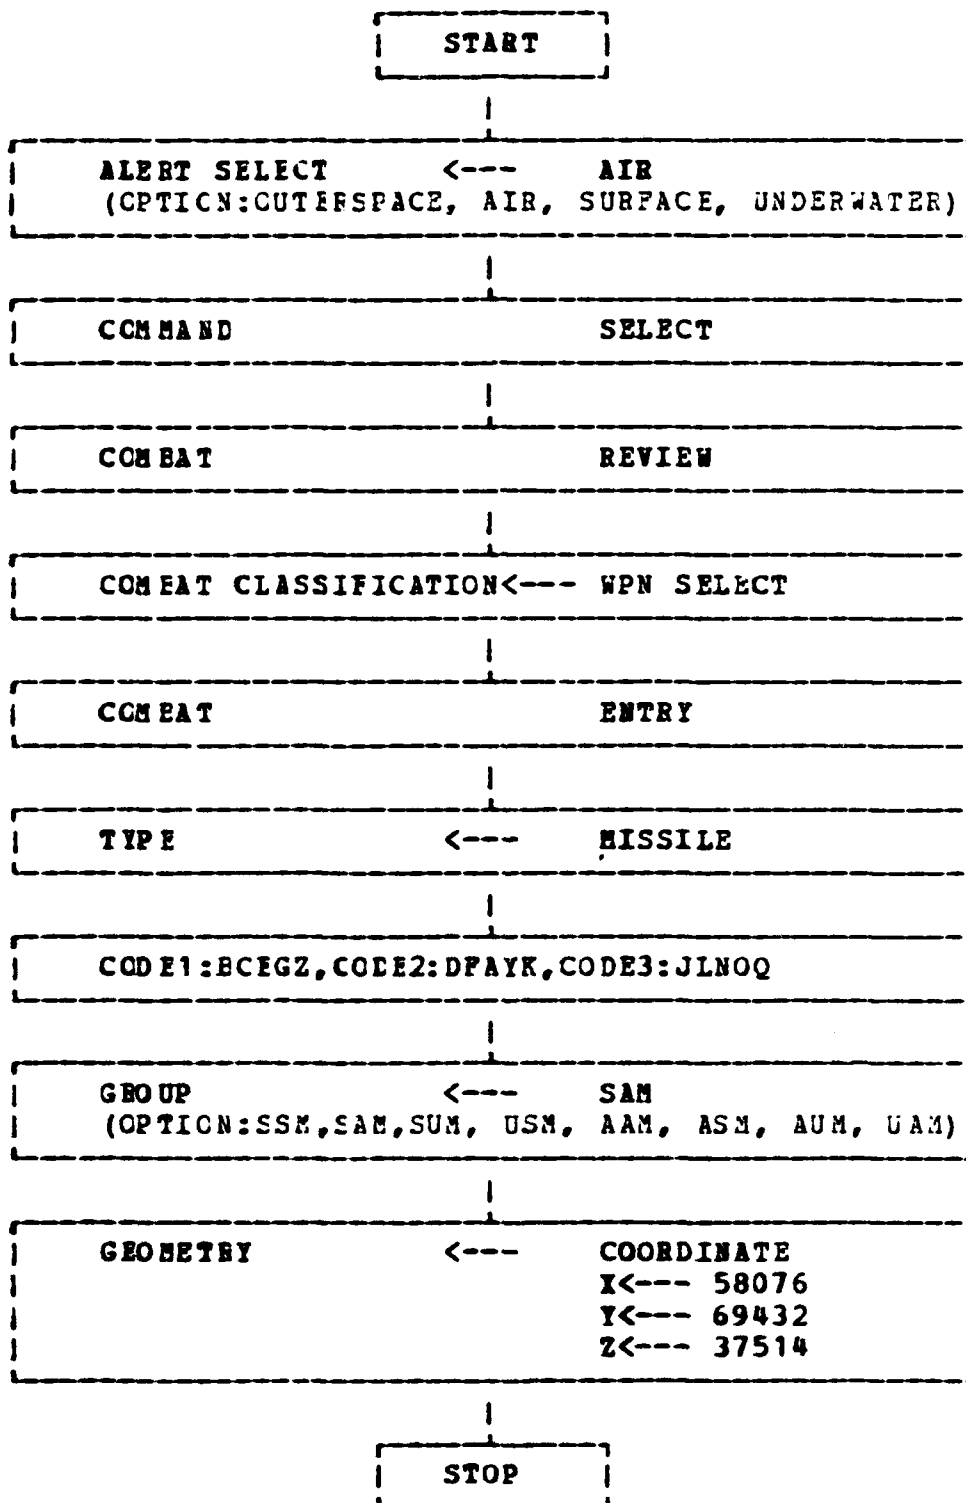 START
ALERT SELECT <--- AIR
(OPTION:OUTERSPACE, AIR, SURFACE, UNDERWATER)
COMMAND SELECT
COMBAT REVIEW
COMBAT CLASSIFICATION<--- WPN SELECT
COMBAT ENTRY
TYPE <--- MISSILE
CODE1:BCEGZ,CODE2:DFAYK,CODE3:JLNOQ
GROUP <--- SAM
(OPTION:SSM,SAM,SUM, USM, AAM, ASM, AUM, UAM)
GEOMETRY <--- COORDINATE
X<--- 58076
Y<--- 69432
Z<--- 37514
STOP